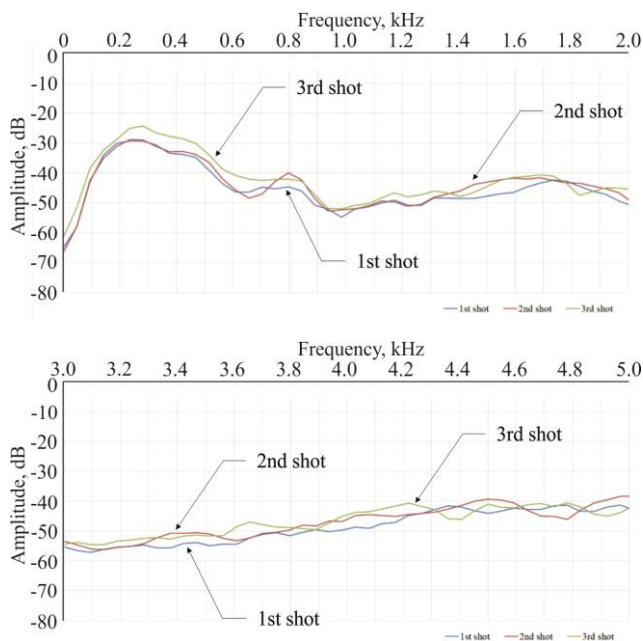 Frequency, kHz
0 0.2 0.4 0.6 0.8 1.0 1.2 1.4 1.6 1.8 2.0
0
-10
-20
-30
-40
-50
-60
-70
-80
Amplitude, dB
3rd shot
2nd shot
1st shot
1st shot 2nd shot 3rd shot
Frequency, kHz
3.0 3.2 3.4 3.6 3.8 4.0 4.2 4.4 4.6 4.8 5.0
0
-10
-20
-30
-40
-50
-60
-70
-80
Amplitude, dB
3rd shot
2nd shot
1st shot
1st shot 2nd shot 3rd shot